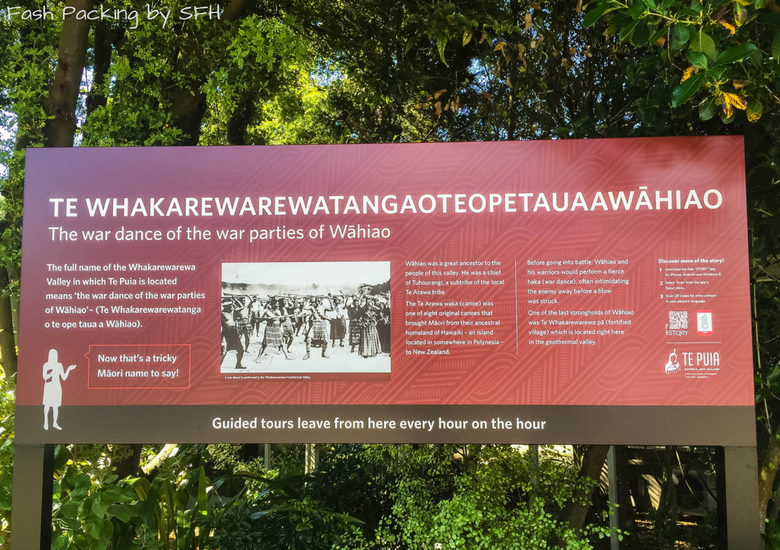 Fash Packing by SFH
TE WHAKAREWAREWATANGAOTEOPETAUAAWĀHIAO
The war dance of the war parties of Wāhiao
The full name of the Whakarewarewa
Valley in which Te Puia is located
means ‘the war dance of the war parties
of Wāhiao’– (Te Whakarewarewatanga
o te ope taua a Wāhiao).
Now that's a tricky
Māori name to say!
Wāhiao was a great ancestor to the
people of this valley. He was a chief
of Tuhourangi, a subtribe of the local
Te Arawa tribe.
The Te Arawa waka (canoe) was
one of eight original canoes that
brought Māori from their ancestral
homeland of Hawaiki – an island
located in somewhere in Polynesia -
to New Zealand.
Before going into battle, Wāhiao and
his warriors would perform a fierce
haka (war dance), often intimidating
the enemy away before a blow
was struck.
One of the last strongholds of Wāhiao
was Te Whakarewarewa pā (fortified
village) which is located right here
in the geothermal valley.
Discover more of the story!
STORY
TE PUIA
Guided tours leave from here every hour on the hour